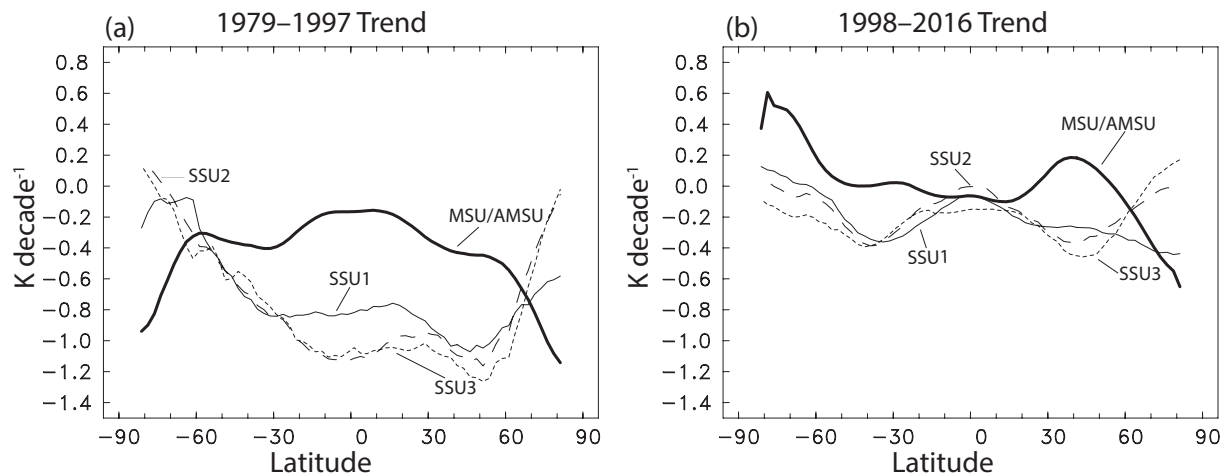 (a) 1979–1997 Trend
0.8
0.6
0.4
0.2
0.0
−0.2
−0.4
−0.6
−0.8
−1.0
−1.2
−1.4
K decade-1
SSU2
MSU/AMSU
SSU1
SSU3
−90 −60 −30 0 30 60 90
Latitude
(b) 1998–2016 Trend
0.8
0.6
0.4
0.2
0.0
−0.2
−0.4
−0.6
−0.8
−1.0
−1.2
−1.4
K decade-1
MSU/AMSU
SSU2
SSU1
SSU3
−90 −60 −30 0 30 60 90
Latitude